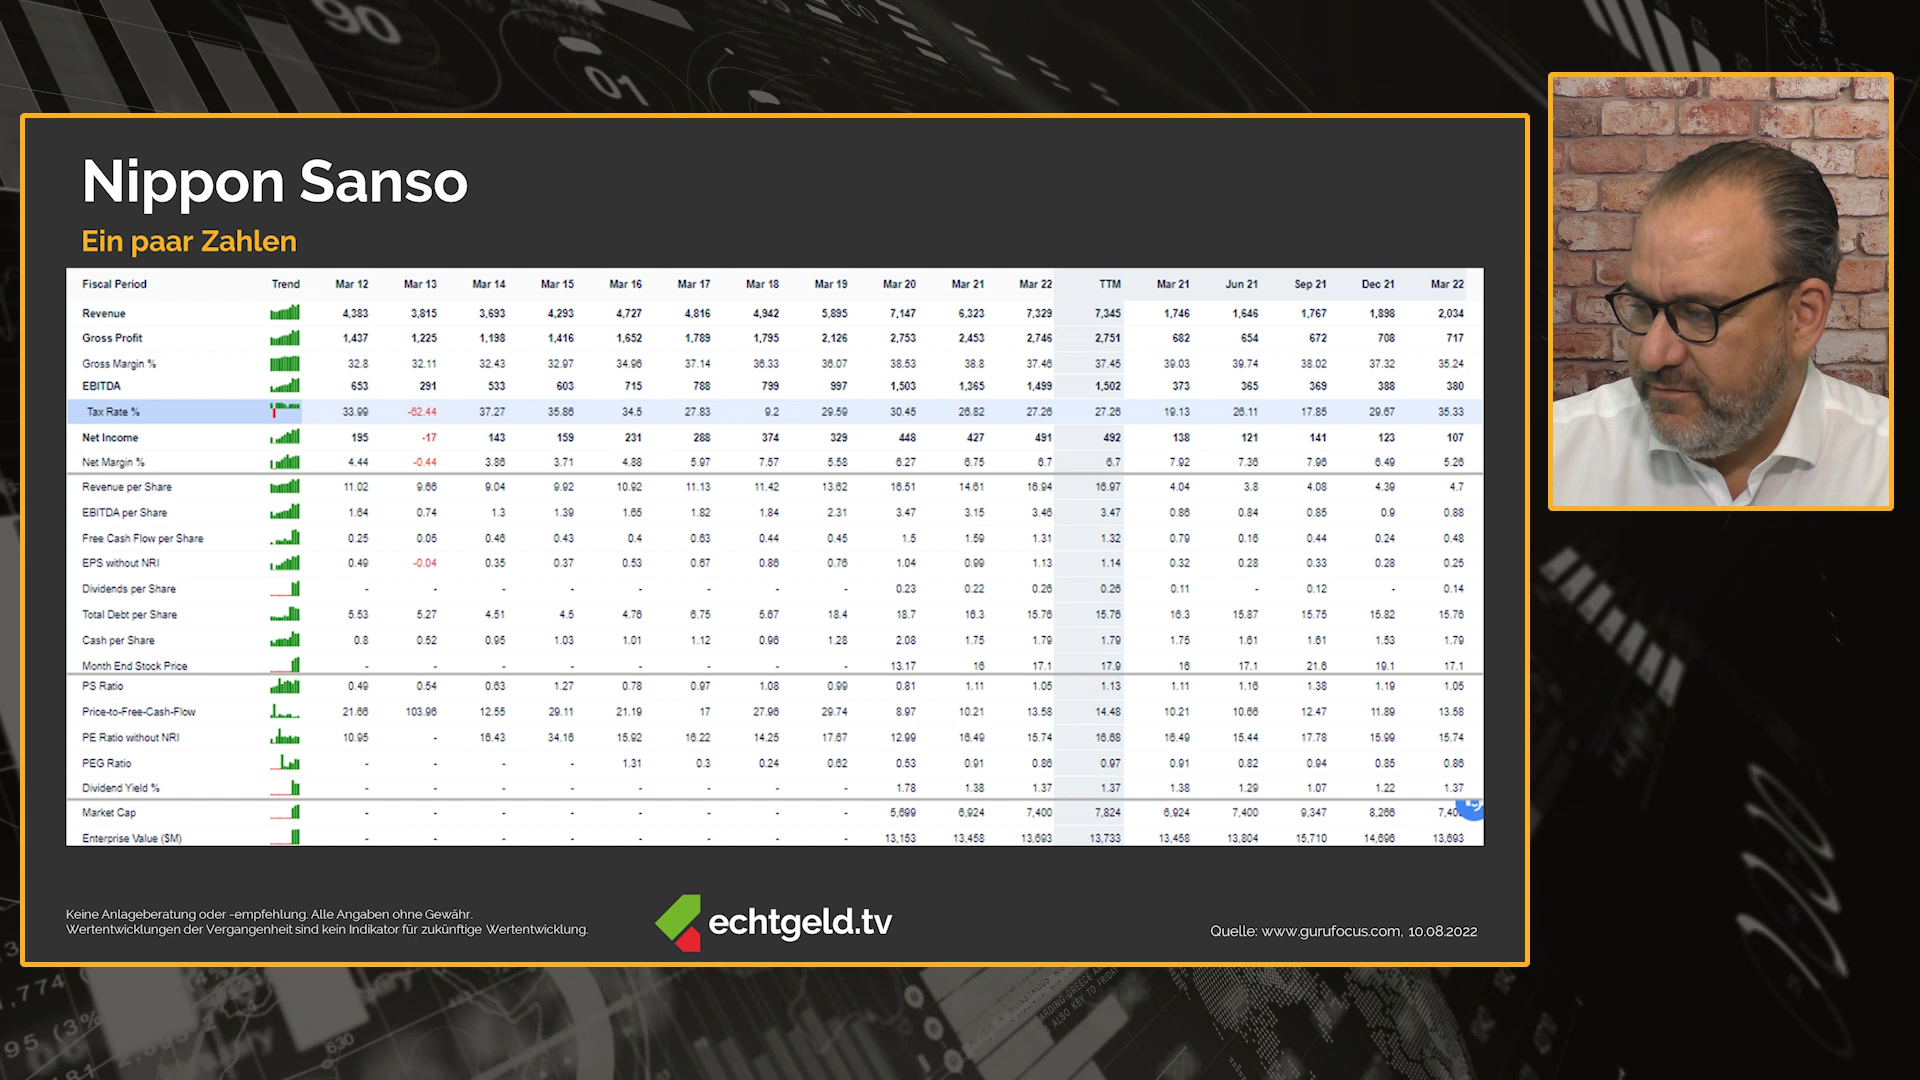 Nippon Sanso
Ein paar Zahlen
Fiscal Period Trend Mar 12 Mar 13 Mar 14 Mar 15 Mar 16 Mar 17 Mar 18 Mar 19 Mar 20 Mar 21 Mar 22 TTM Mar 21 Jun 21 Sep 21 Dec 21 Mar 22
Revenue 4,383 3,815 3,693 4,293 4,727 4,816 4,942 5,895 7,147 6,323 7,329 7,345 1,746 1,646 1,767 1,898 2,034
Gross Profit 1,437 1,225 1,198 1,416 1,652 1,789 1,795 2,126 2,753 2,453 2,746 2,751 682 654 672 708 717
Gross Margin % 32.8 32.11 32.43 32.97 34.96 37.14 36.33 36.07 38.53 38.8 37.46 37.45 39.03 39.74 38.02 37.32 35.24
EBITDA 653 291 533 603 715 788 799 997 1,503 1,365 1,499 1,502 373 365 369 388 380
Tax Rate % 33.99 -62.44 37.27 35.86 34.5 27.83 9.2 29.59 30.45 26.82 27.26 27.26 19.13 26.11 17.85 29.67 35.33
Net Income 195 -17 143 159 231 288 374 329 448 427 491 492 138 121 141 123 107
Net Margin % 4.44 -0.44 3.86 3.71 4.88 5.97 7.57 5.58 6.27 6.75 6.7 6.7 7.92 7.36 7.96 6.49 5.26
Revenue per Share 11.02 9.66 9.04 9.92 10.92 11.13 11.42 13.62 16.51 14.61 16.94 16.97 4.04 3.8 4.08 4.39 4.7
EBITDA per Share 1.64 0.74 1.3 1.39 1.65 1.82 1.84 2.31 3.47 3.15 3.46 3.47 0.86 0.84 0.85 0.9 0.88
Free Cash Flow per Share 0.25 0.05 0.46 0.43 0.4 0.63 0.44 0.45 1.5 1.59 1.31 1.32 0.79 0.16 0.44 0.24 0.48
EPS without NRI 0.49 -0.04 0.35 0.37 0.53 0.67 0.86 0.76 1.04 0.99 1.13 1.14 0.32 0.28 0.33 0.28 0.25
Dividends per Share - - - - - - - - 0.23 0.22 0.26 0.26 0.11 - 0.12 - 0.14
Total Debt per Share 5.53 5.27 4.51 4.5 4.76 6.75 5.67 18.4 18.7 16.3 15.76 15.76 16.3 15.87 15.75 15.82 15.76
Cash per Share 0.8 0.52 0.95 1.03 1.01 1.12 0.96 1.28 2.08 1.75 1.79 1.79 1.75 1.61 1.61 1.53 1.79
Month End Stock Price - - - - - - - - 13.17 16 17.1 17.9 16 17.1 21.6 19.1 17.1
PS Ratio 0.49 0.54 0.63 1.27 0.78 0.97 1.08 0.99 0.81 1.11 1.05 1.13 1.11 1.16 1.38 1.19 1.05
Price-to-Free-Cash-Flow 21.66 103.96 12.55 29.11 21.19 17 27.96 29.74 8.97 10.21 13.58 14.48 10.21 10.66 12.47 11.89 13.58
PE Ratio without NRI 10.95 - 16.43 34.16 15.92 16.22 14.25 17.67 12.99 16.49 15.74 16.68 16.49 15.44 17.78 15.99 15.74
PEG Ratio - - - - 1.31 0.3 0.24 0.62 0.53 0.91 0.86 0.97 0.91 0.82 0.94 0.85 0.86
Dividend Yield % - - - - - - - - 1.78 1.38 1.37 1.37 1.38 1.29 1.07 1.22 1.37
Market Cap - - - - - - - - 5,699 6,924 7,400 7,824 6,924 7,400 9,347 8,266
Enterprise Value ($M) - - - - - - - - 13,153 13,458 13,693 13,733 13,458 13,804 15,710 14,696 13,693
Keine Anlageberatung oder -empfehlung. Alle Angaben ohne Gewähr.
Wertentwicklungen der Vergangenheit sind kein Indikator für zukünftige Wertentwicklung.
echtgeld.tv
Quelle: www.gurufocus.com, 10.08.2022
90
01